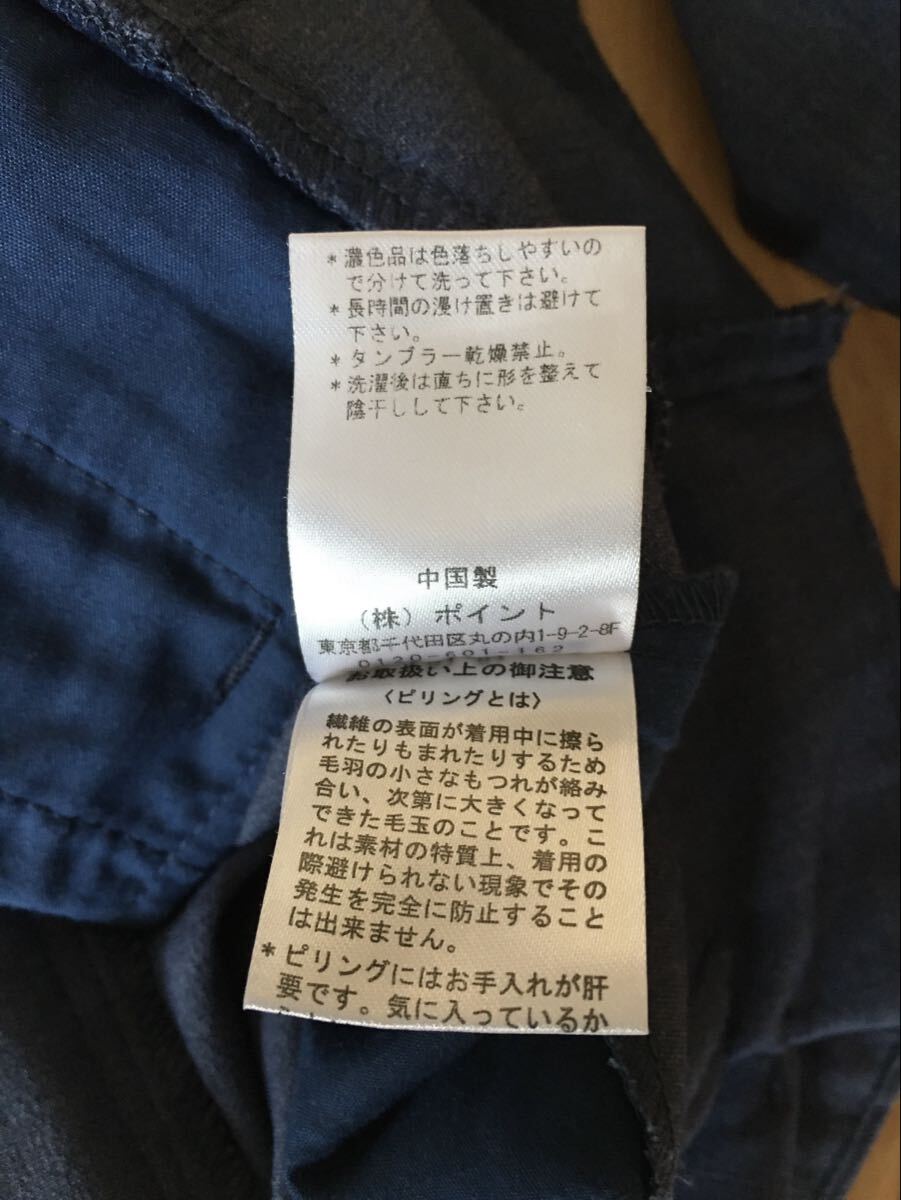 *濃色品は色落ちしやすいの
で分けて洗って下さい。
*長時間の浸け置きは避けて
下さい。
*タンブラー乾燥禁止。
*洗濯後は直ちに形を整えて
陰干しして下さい。
中国製
(株)ポイント
東京都千代田区丸の内1-9-2-8F
0120-601-162
お取扱い上の御注意
〈ピリングとは〉
繊維の表面が着用中に擦ら
れたりもまれたりするため
毛羽の小さなもつれが絡み
合い、次第に大きくなって
できた毛玉のことです。こ
れは素材の特質上、着用の
際避けられない現象でその
発生を完全に防止すること
は出来ません。
*ピリングにはお手入れが肝
要です。気に入っているか